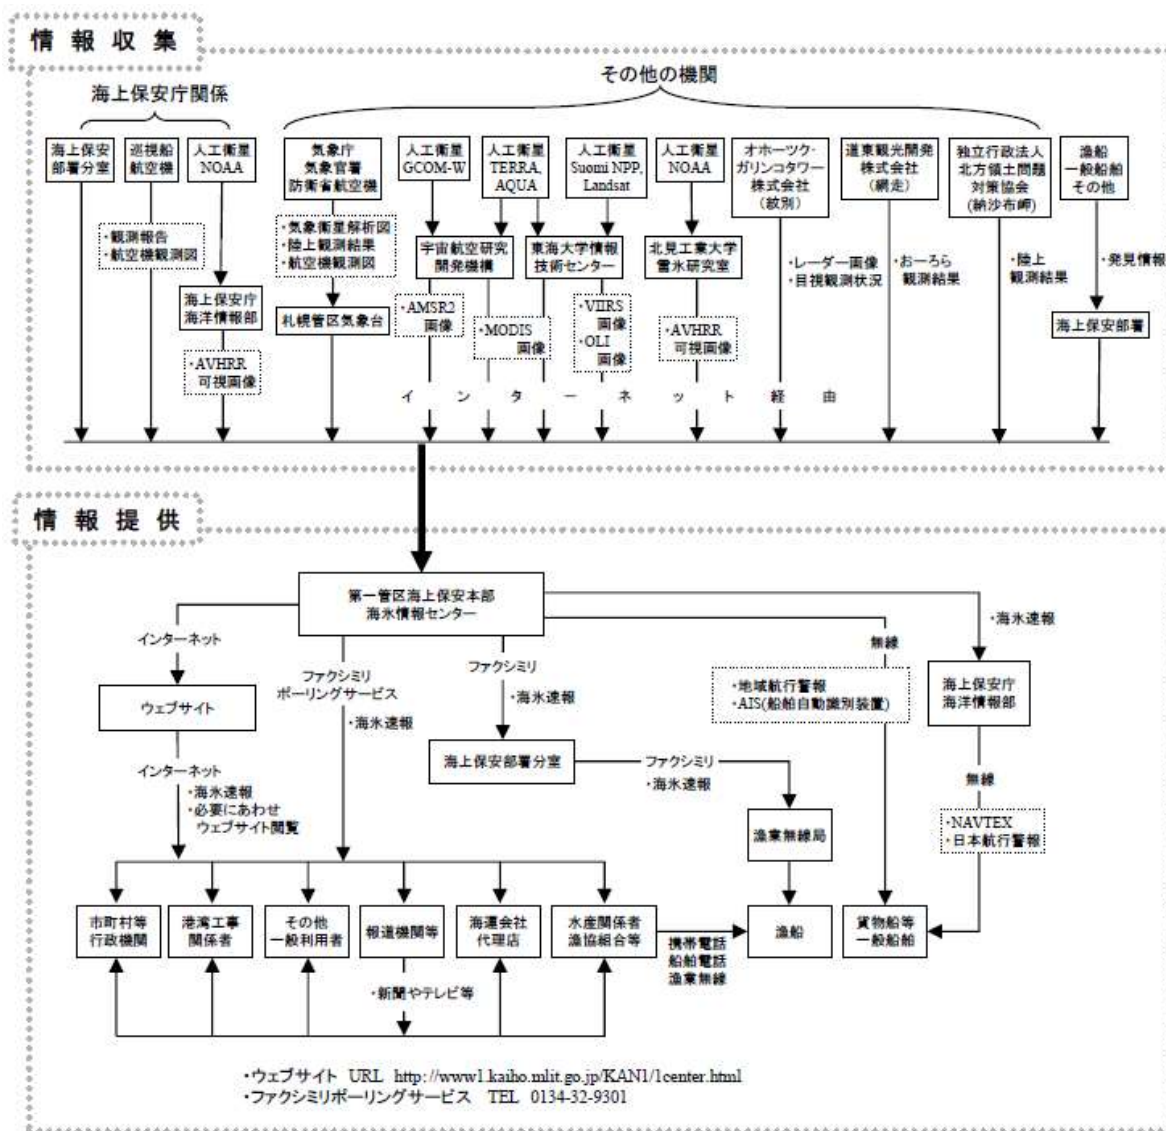 情報収集
海上保安庁関係
その他の機関
海上保安
部署分室
巡視船
航空機
人工衛星
NOAA
気象庁
気象官署
防衛省航空機
人工衛星
GCOM-W
人工衛星
TERRA,
AQUA
人工衛星
Suomi NPP,
Landsat
人工衛星
NOAA
オホーツク・
ガリンコタワー
株式会社
(紋別)
道東観光開発
株式会社
(網走)
独立行政法人
北方領土問題
対策協会
(納沙布岬)
漁船
一般船舶
その他
・観測報告
・航空機観測図
・気象衛星解析図
・陸上観測結果
・航空機観測図
宇宙航空研究
開発機構
東海大学情報
技術センター
北見工業大学
雪氷研究室
・レーダー画像
・目視観測状況
・おーろら
観測結果
・陸上
観測結果
・発見情報
海上保安庁
海洋情報部
札幌管区気象台
・AMSR2
画像
・MODIS
画像
・VIIRS
画像
・OLI
画像
・AVHRR
可視画像
海上保安部署
・AVHRR
可視画像
インターネット経由
情報提供
第一管区海上保安本部
海氷情報センター
インターネット
ファクシミリ
ポーリングサービス
・海氷速報
ファクシミリ
・海氷速報
無線
・海氷速報
・地域航行警報
・AIS(船舶自動識別装置)
海上保安庁
海洋情報部
ウェブサイト
海上保安部署分室
ファクシミリ
・海氷速報
インターネット
・海氷速報
・必要にあわせ
ウェブサイト閲覧
無線
・NAVTEX
・日本航行警報
漁業無線局
市町村等
行政機関
港湾工事
関係者
その他
一般利用者
報道機関等
海運会社
代理店
水産関係者
漁協組合等
携帯電話
船舶電話
漁業無線
漁船
貨物船等
一般船舶
・新聞やテレビ等
・ウェブサイト URL http://www1.kaiho.mlit.go.jp/KAN1/1center.html
・ファクシミリポーリングサービス TEL 0134-32-9301